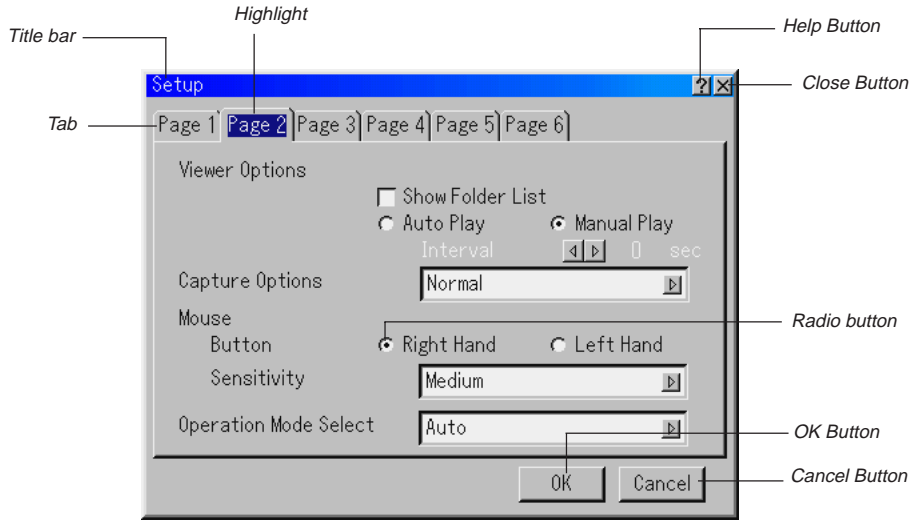 Highlight
Title bar
Help Button
Setup
? ×
Close Button
Tab
Page 1 Page 2 Page 3 Page 4 Page 5 Page 6
Viewer Options
Show Folder List
Auto Play Manual Play
Interval 0 sec
Capture Options Normal
Mouse
Button Right Hand Left Hand
Radio button
Sensitivity Medium
Operation Mode Select Auto
OK Button
OK Cancel
Cancel Button